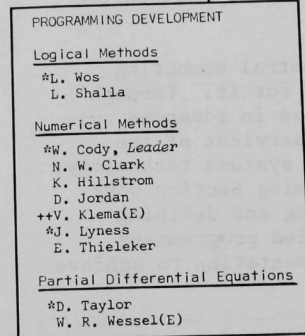 PROGRAMMING DEVELOPMENT
Logical Methods
*L. Wos
L. Shalla
Numerical Methods
*W. Cody, Leader
N. W. Clark
K. Hillstrom
D. Jordan
++V. Klema(E)
*J. Lyness
E. Thieleker
Partial Differential Equations
*D. Taylor
W. R. Wessel(E)